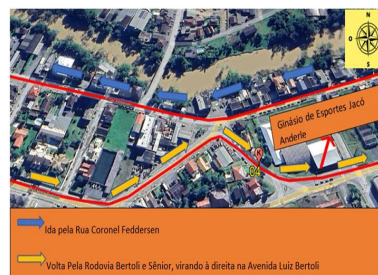 N
O
S
Ginásio de Esportes Jacó
Anderle
04
Ida pela Rua Coronel Feddersen
Volta Pela Rodovia Bertoli e Sênior, virando à direita na Avenida Luiz Bertoli